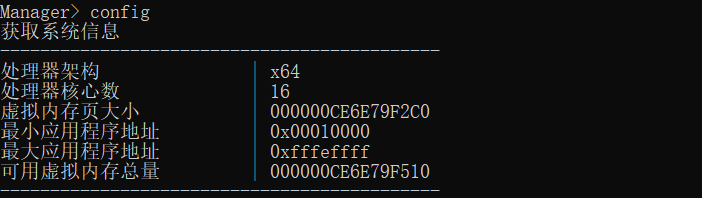 Manager> config
获取系统信息
--------------------------------------------
处理器架构 | x64
处理器核心数 | 16
虚拟内存页大小 | 000000CE6E79F2C0
最小应用程序地址 | 0x00010000
最大应用程序地址 | 0xfffeffff
可用虚拟内存总量 | 000000CE6E79F510
--------------------------------------------